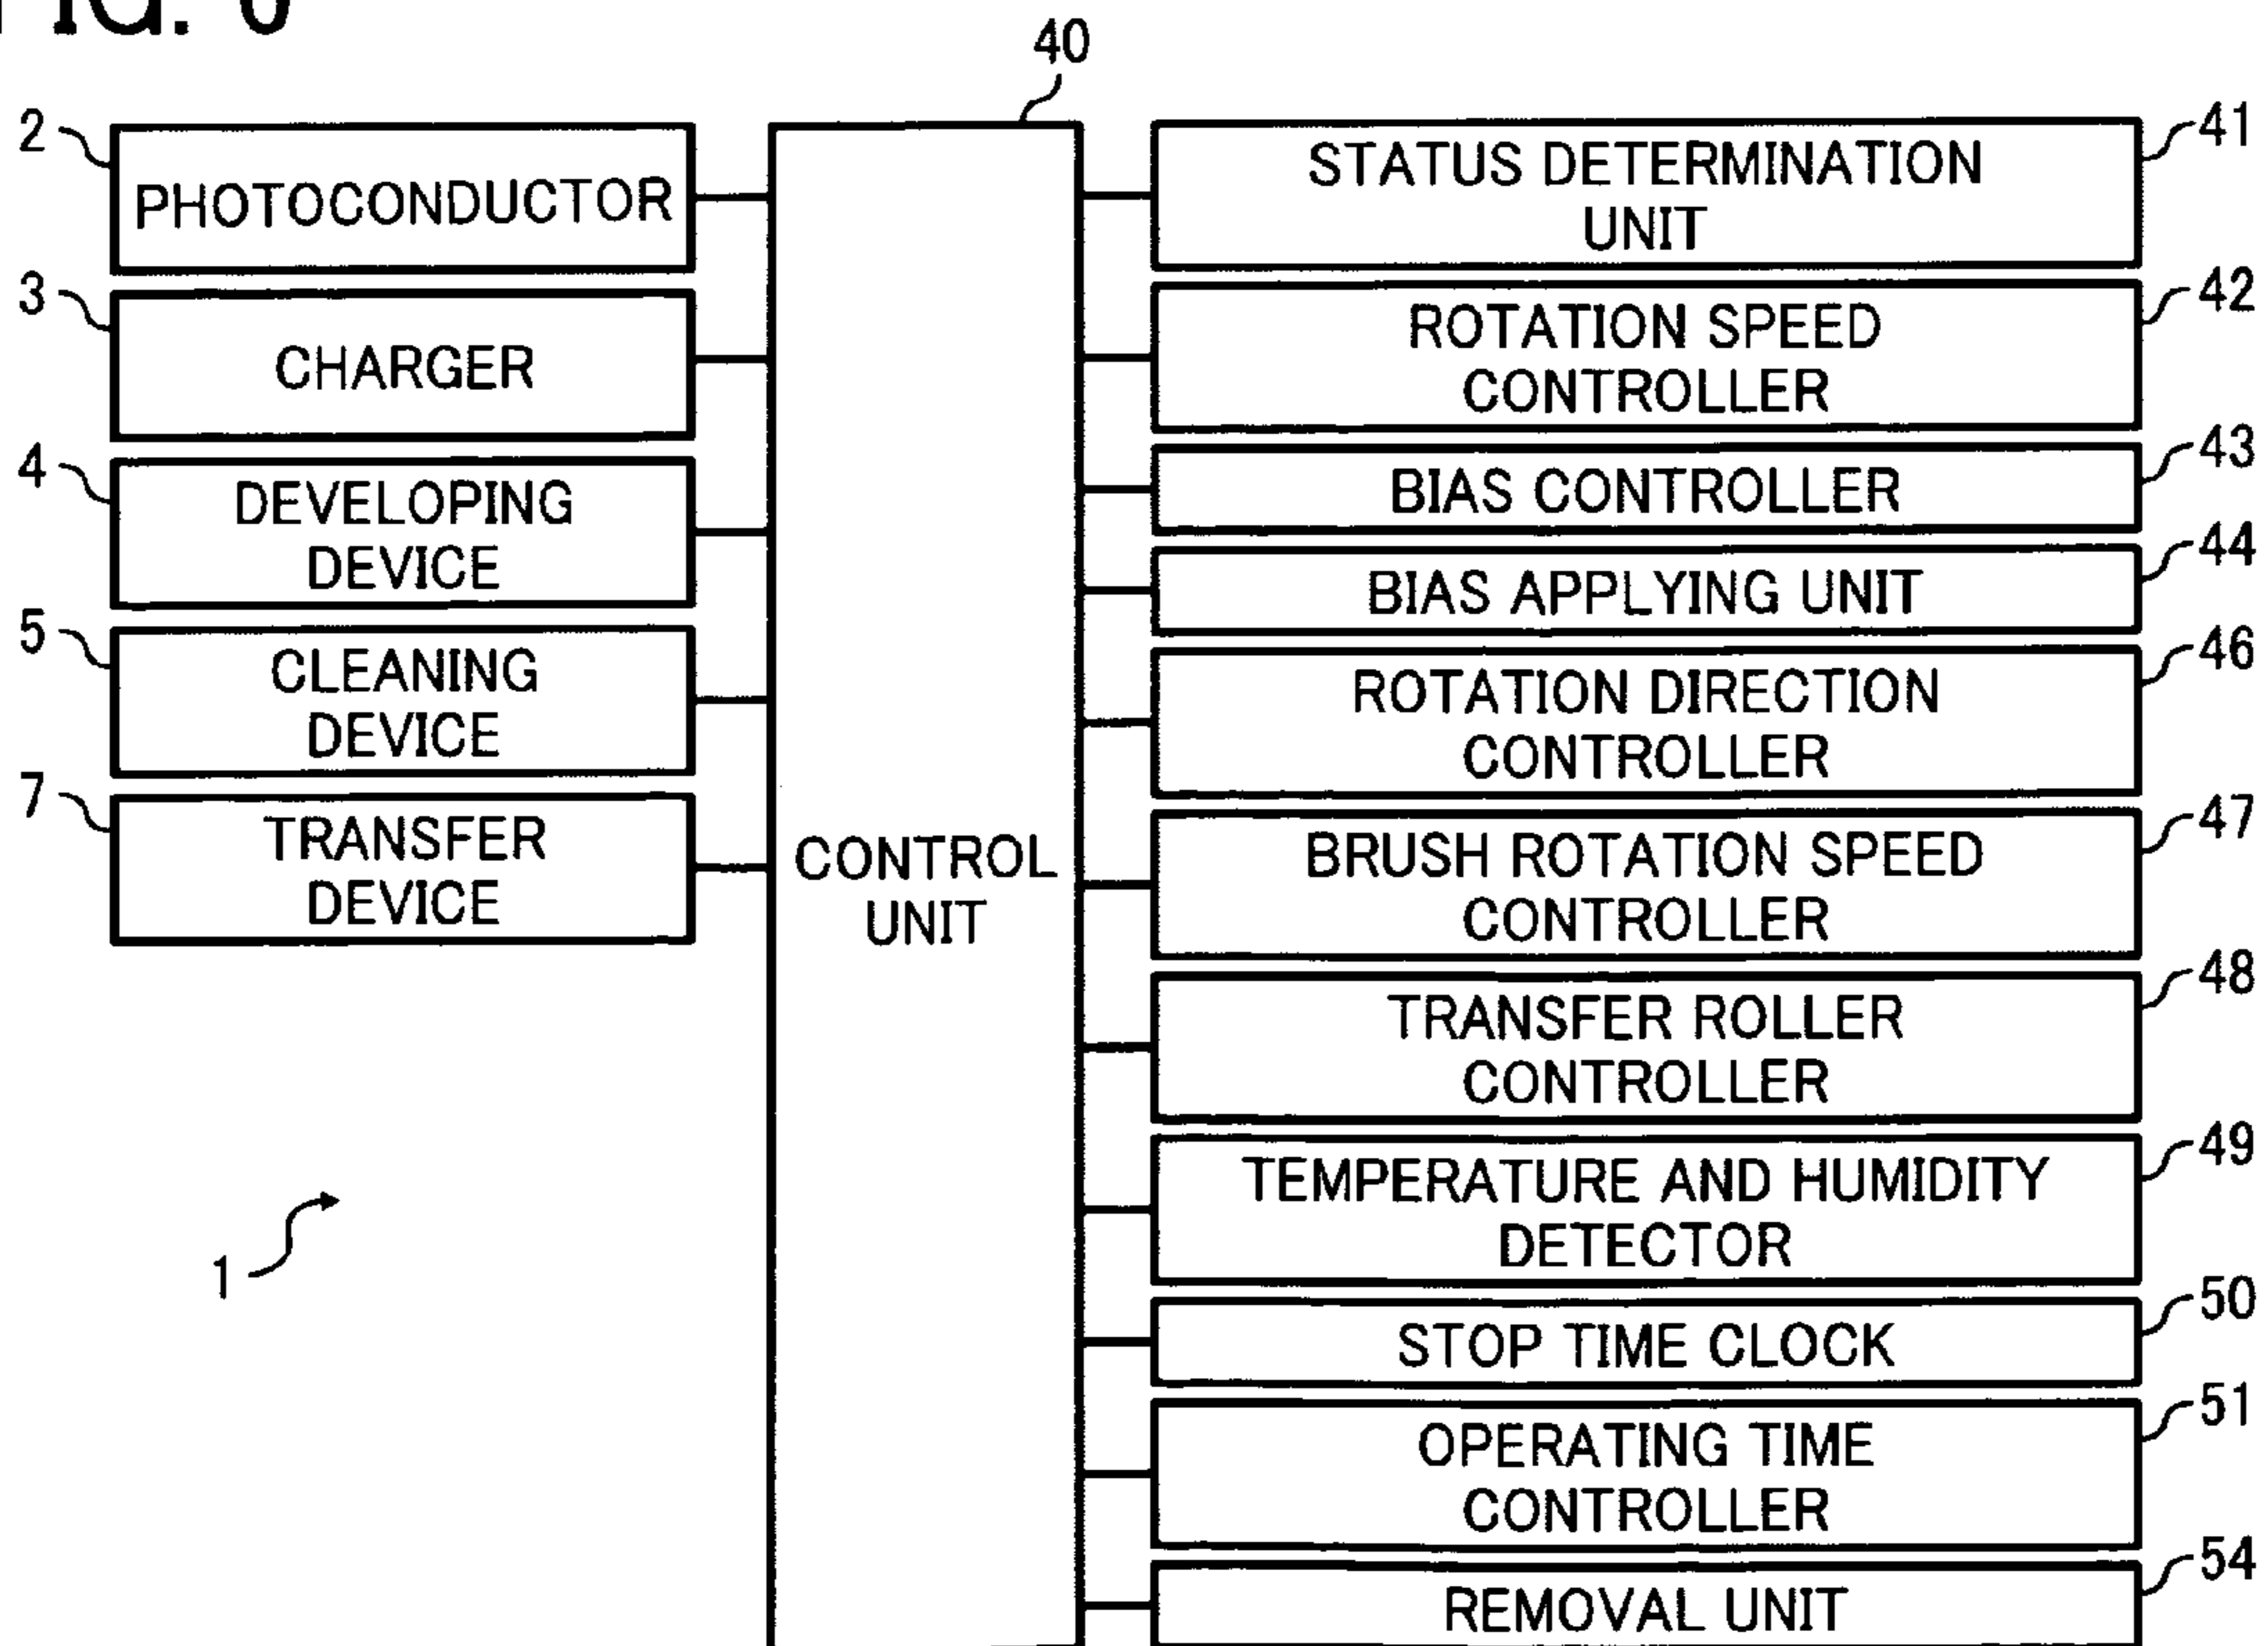 FIG.
40
2
PHOTOCONDUCTOR
3
CHARGER
4
DEVELOPING
DEVICE
5
CLEANING
DEVICE
7
TRANSFER
DEVICE
1
CONTROL
UNIT
41
STATUS DETERMINATION
UNIT
42
ROTATION SPEED
CONTROLLER
43
BIAS CONTROLLER
44
BIAS APPLYING UNIT
46
ROTATION DIRECTION
CONTROLLER
47
BRUSH ROTATION SPEED
CONTROLLER
48
TRANSFER ROLLER
CONTROLLER
49
TEMPERATURE AND HUMIDITY
DETECTOR
50
STOP TIME CLOCK
51
OPERATING TIME
CONTROLLER
54
REMOVAL UNIT